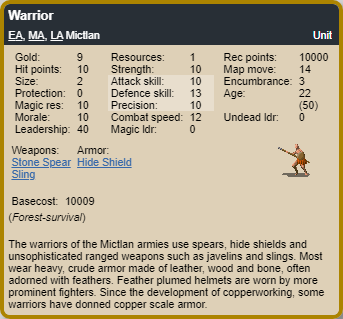 Warrior
EA, MA, LA Mictlan Unit
Gold: 9 Resources: 1 Rec points: 10000
Hit points: 10 Strength: 10 Map move: 14
Size: 2 Attack skill: 10 Encumbrance: 3
Protection: 0 Defence skill: 13 Age: 22
Magic res: 10 Precision: 10 (50)
Morale: 10 Combat speed: 12 Undead ldr: 0
Leadership: 40 Magic ldr: 0
Weapons: Armor:
Stone Spear Hide Shield
Sling
Basecost: 10009
(Forest-survival)
The warriors of the Mictlan armies use spears, hide shields and
unsophisticated ranged weapons such as javelins and slings. Most
wear heavy, crude armor made of leather, wood and bone, often
adorned with feathers. Feather plumed helmets are worn by more
prominent fighters. Since the development of copperworking, some
warriors have donned copper scale armor.